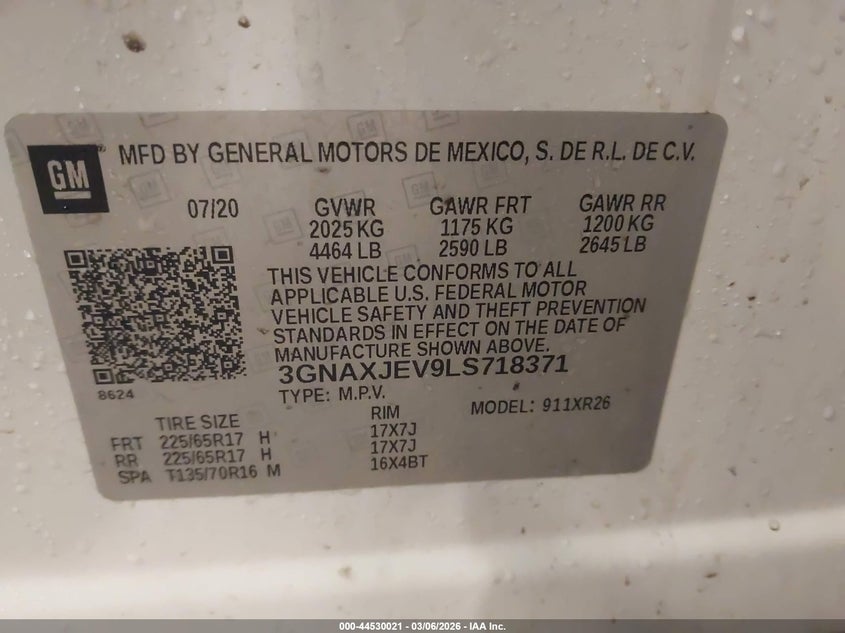 GM
MFD BY GENERAL MOTORS DE MEXICO, S. DE R.L. DE C.V.
07/20 GVWR GAWR FRT GAWR RR
2025 KG 1175 KG 1200 KG
4464 LB 2590 LB 2645 LB
THIS VEHICLE CONFORMS TO ALL
APPLICABLE U.S. FEDERAL MOTOR
VEHICLE SAFETY AND THEFT PREVENTION
STANDARDS IN EFFECT ON THE DATE OF
MANUFACTURE SHOWN ABOVE.
3GNAXJEV9LS718371
8624
TYPE: M.P.V. MODEL: 911XR26
TIRE SIZE RIM
FRT 225/65R17 H 17X7J
RR 225/65R17 H 17X7J
SPA T135/70R16 M 16X4BT
000-44530021 - 03/06/2026 - IAA Inc.